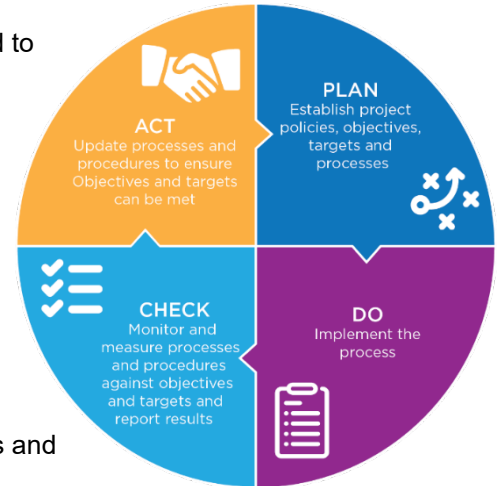 d to
ACT
Update processes and
procedures to ensure
Objectives and targets
can be met
PLAN
Establish project
policies, objectives,
targets and
processes
CHECK
Monitor and
measure processes
and procedures
against objectives
and targets and
report results
DO
Implement the
process
s and